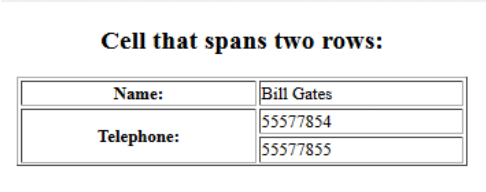 Cell that spans two rows:
Name: Bill Gates
Telephone: 55577854
55577855